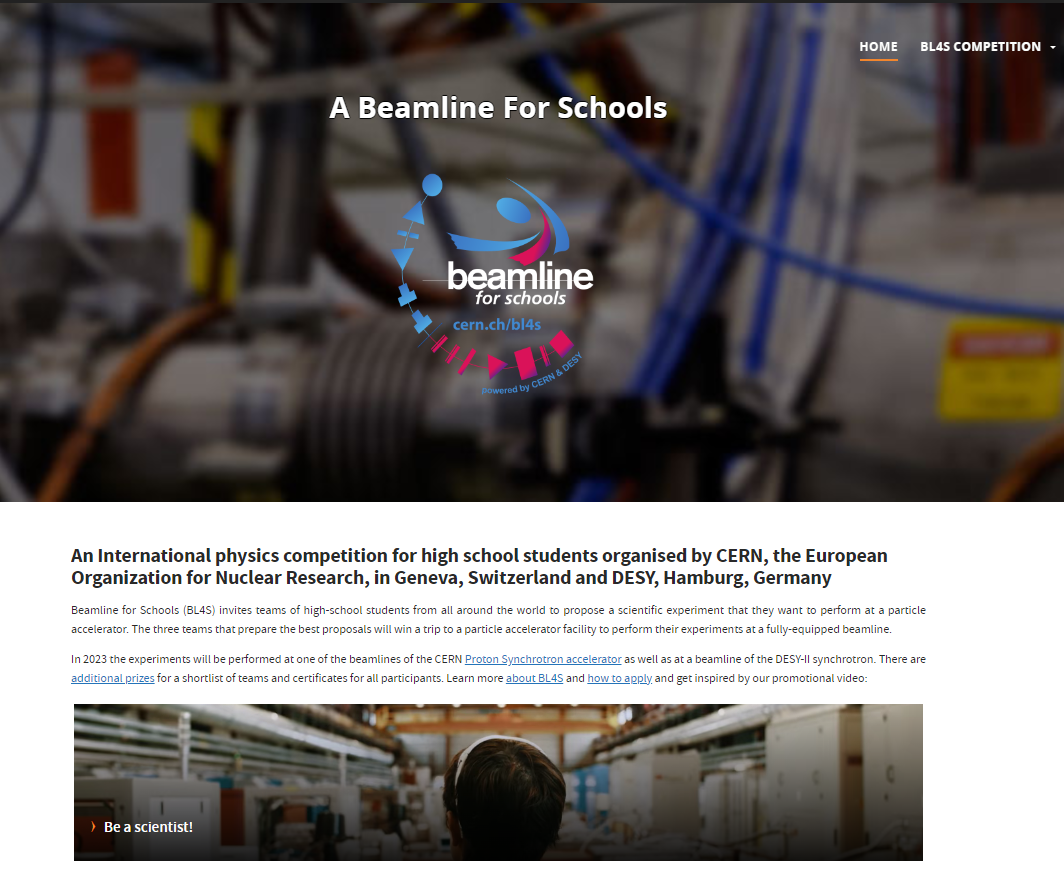 HOME BL4S COMPETITION
A Beamline For Schools
beamline
for schools
cern.ch/bl4s
powered by CERN & DESY
An International physics competition for high school students organised by CERN, the European
Organization for Nuclear Research, in Geneva, Switzerland and DESY, Hamburg, Germany
Beamline for Schools (BL4S) invites teams of high-school students from all around the world to propose a scientific experiment that they want to perform at a particle
accelerator. The three teams that prepare the best proposals will win a trip to a particle accelerator facility to perform their experiments at a fully-equipped beamline.
In 2023 the experiments will be performed at one of the beamlines of the CERN Proton Synchrotron accelerator as well as at a beamline of the DESY-II synchrotron. There are
additional prizes for a shortlist of teams and certificates for all participants. Learn more about BL4S and how to apply and get inspired by our promotional video:
Be a scientist!